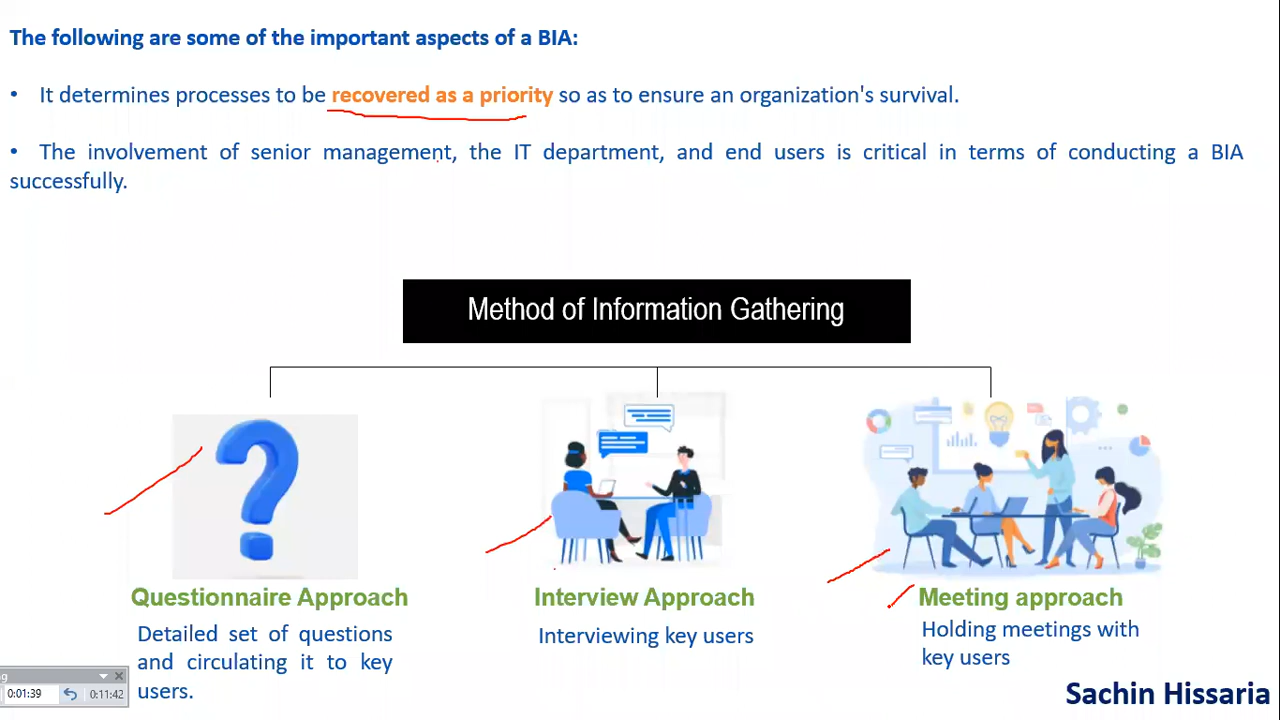 The following are some of the important aspects of a BIA:
• It determines processes to be recovered as a priority so as to ensure an organization's survival.
• The involvement of senior management, the IT department, and end users is critical in terms of conducting a BIA
successfully.
Method of Information Gathering
Questionnaire Approach
Detailed set of questions
and circulating it to key
users.
Interview Approach
Interviewing key users
Meeting approach
Holding meetings with
key users
g
0:01:39
0:11:42
Sachin Hissaria